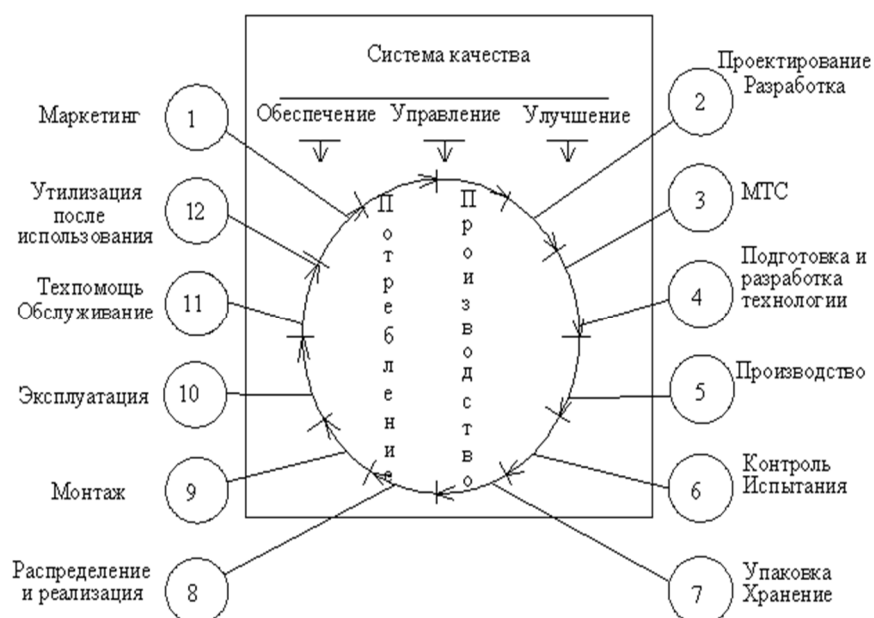 Система качества
Обеспечение Управление Улучшение
Маркетинг
1
2
Проектирование
Разработка
Утилизация
после
использования
12
3
МТС
Техпомощь
Обслуживание
11
4
Подготовка и
разработка
технологии
Эксплуатация
10
5
Производство
Монтаж
9
6
Контроль
Испытания
Распределение
и реализация
8
7
Упаковка
Хранение
Потребление
Производство